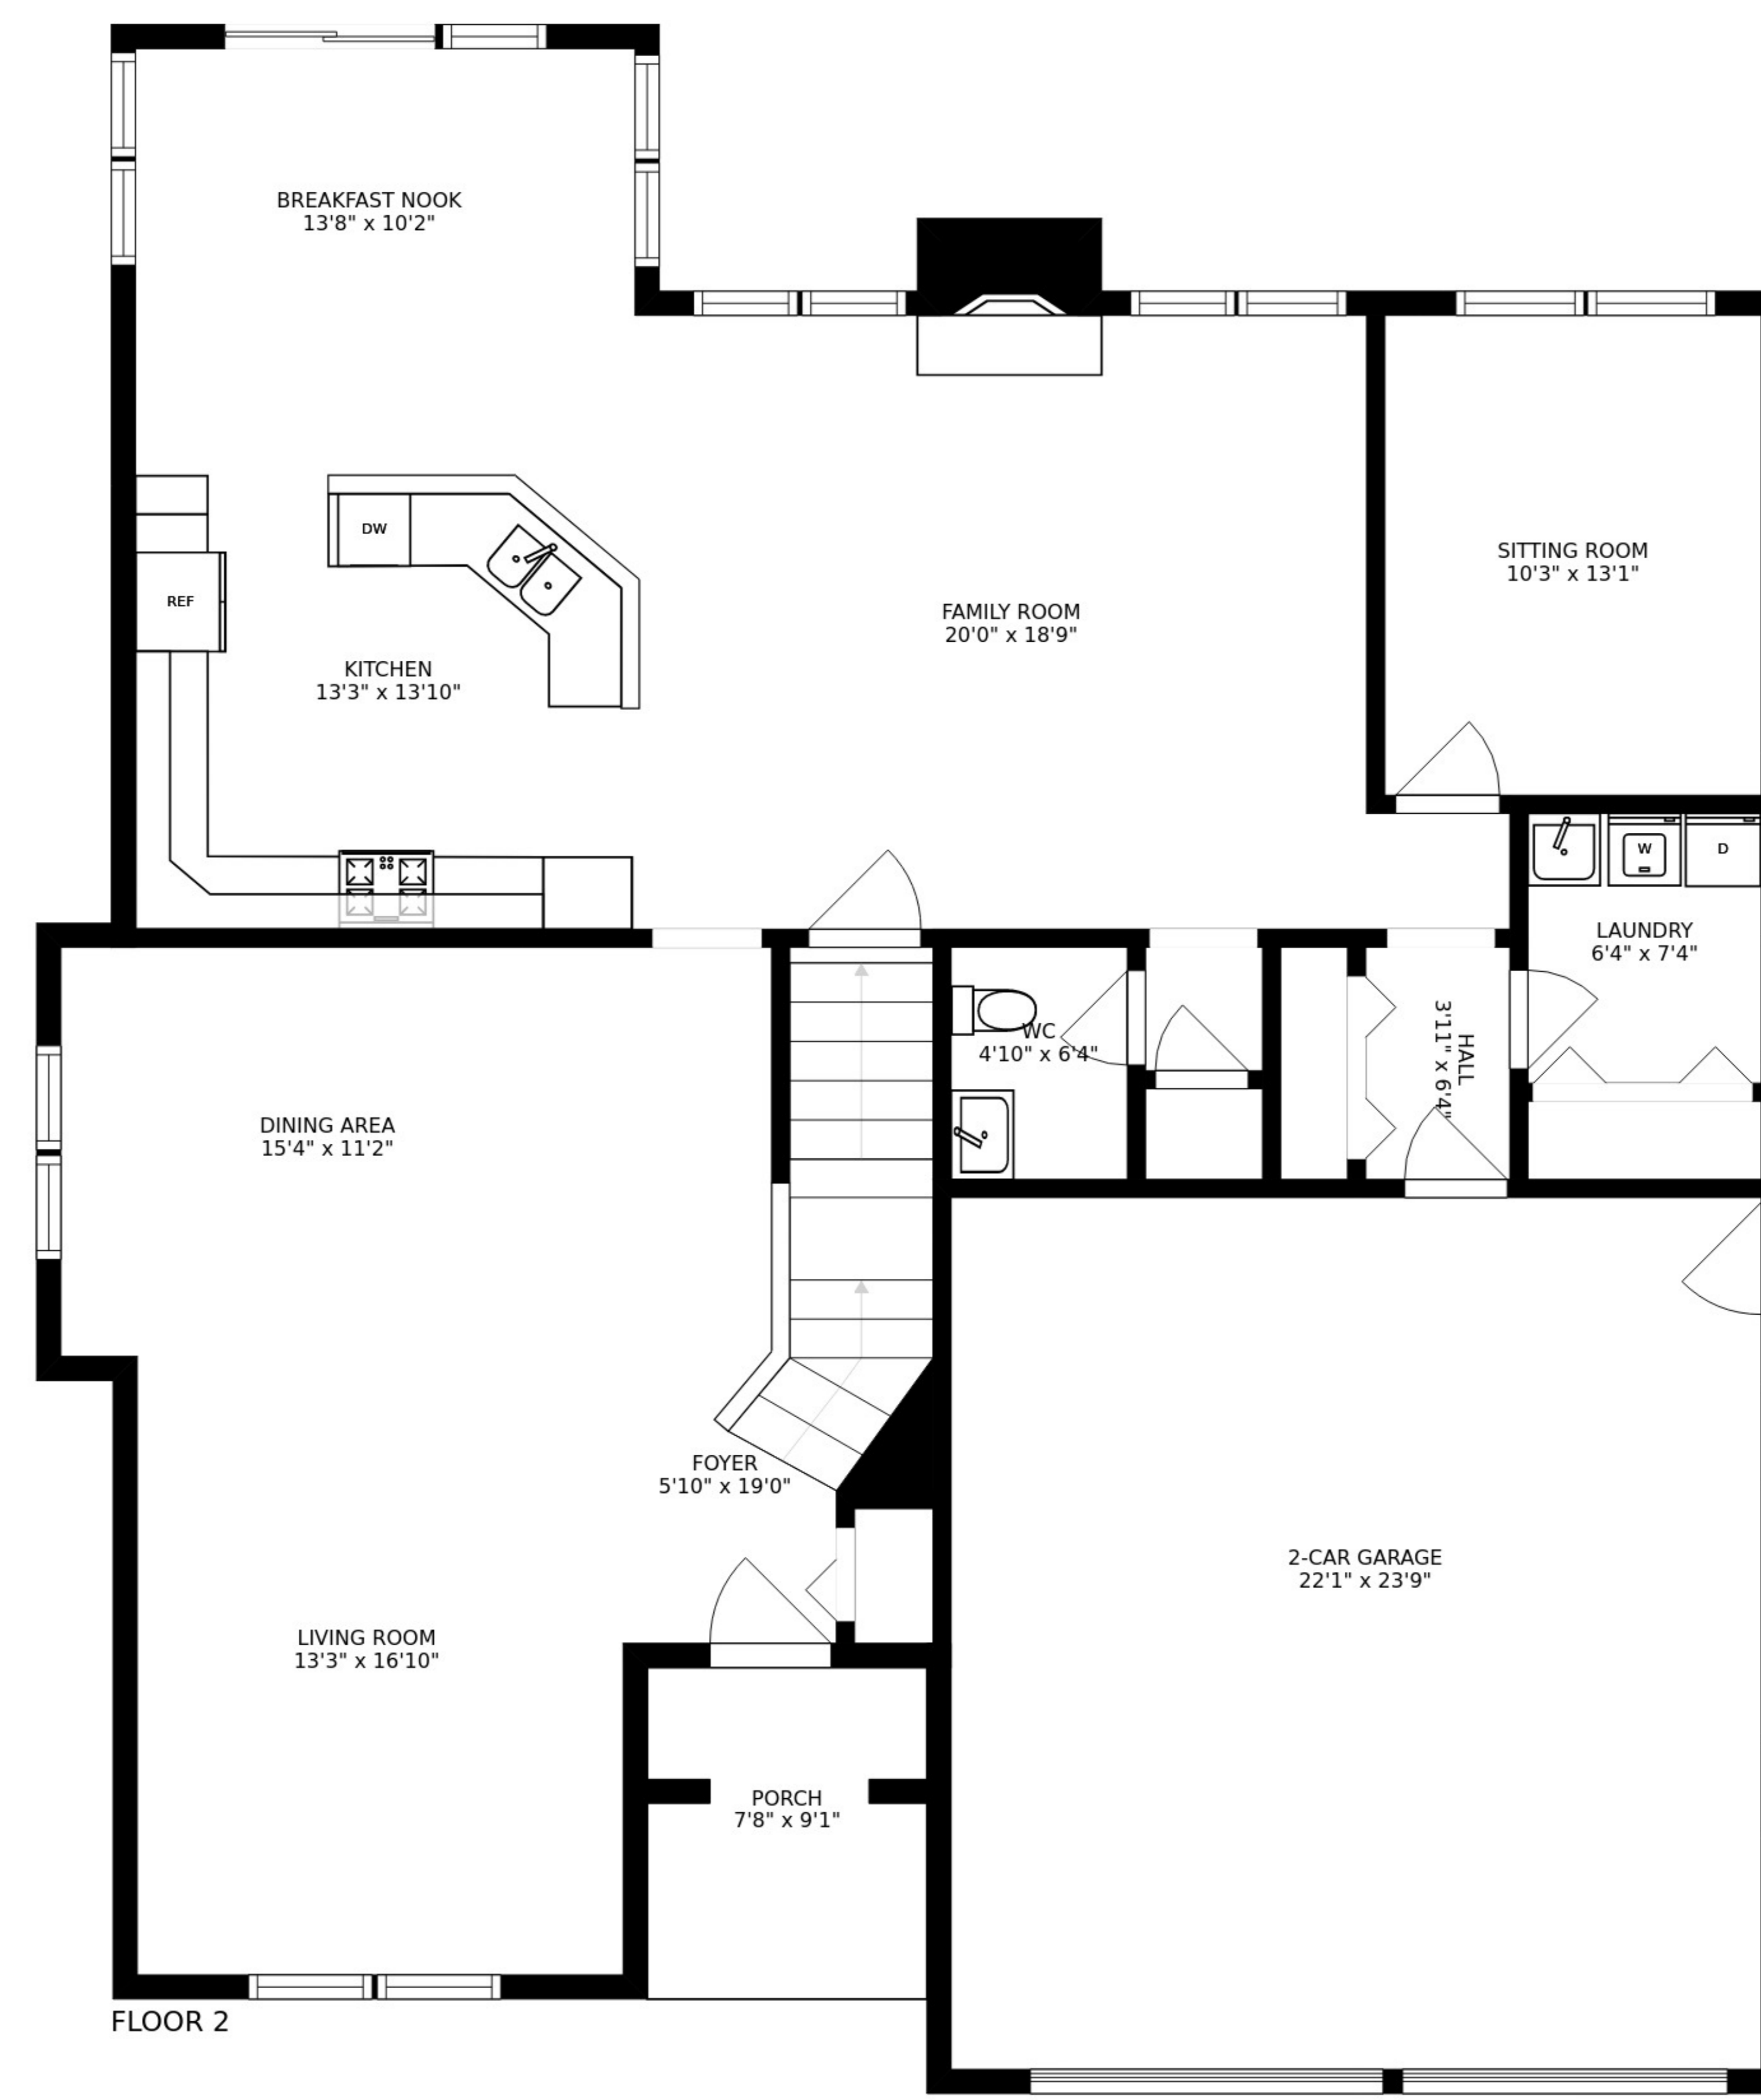 BREAKFAST NOOK
13'8" x 10'2"
SITTING ROOM
10'3" x 13'1"
DW
REF
FAMILY ROOM
20'0" x 18'9"
KITCHEN
13'3" x 13'10"
W
D
LAUNDRY
6'4" x 7'4"
WC
4'10" x 6'4"
HALL
3'11" x 6'4"
DINING AREA
15'4" x 11'2"
FOYER
5'10" x 19'0"
2-CAR GARAGE
22'1" x 23'9"
LIVING ROOM
13'3" x 16'10"
PORCH
7'8" x 9'1"
FLOOR 2